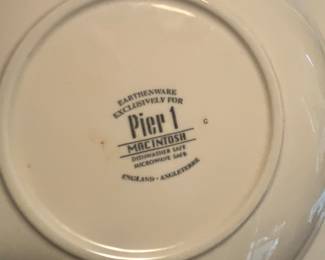 EARTHENWARE
EXCLUSIVELY FOR
Pier 1
MACINTOSH
DISHWASHER SAFE
MICROWAVE SAFE
ENGLAND - ANGLETERRE
G